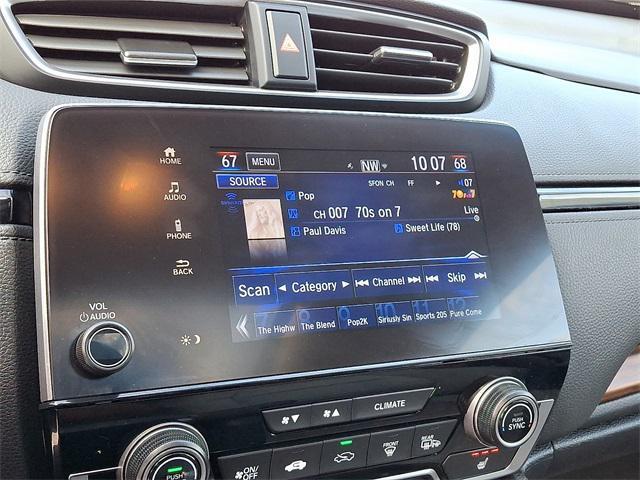 67 MENU NW 10 07 68
HOME
SOURCE SFON CH FF 07
AUDIO
Pop
CH 007 70s on 7 Live
Paul Davis Sweet Life (78)
PHONE
BACK
Scan Category Channel Skip
VOL
AUDIO
The Highw The Blend Pop2K Siriusly Sin Sports 205 Pure Come
CLIMATE
PUSH
SYNC
ON/
OFF
FRONT
REAR
PUSH